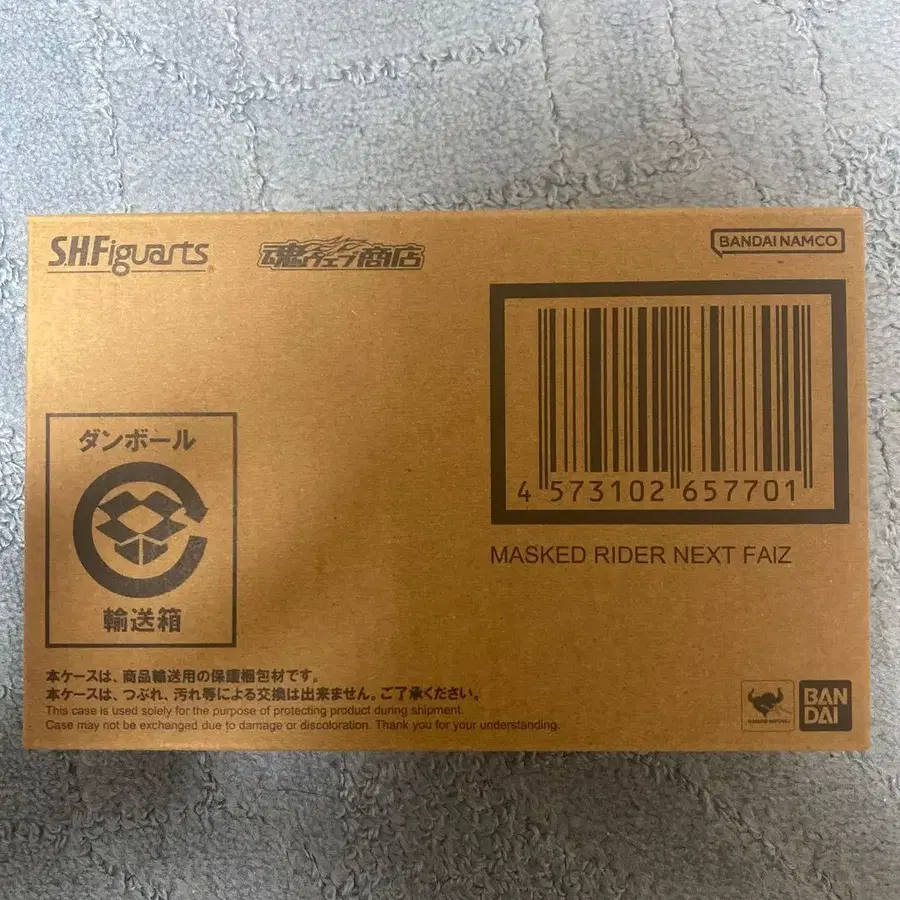 S.H.Figuarts
魂ウェブ商店
BANDAI NAMCO
4 573102 657701
MASKED RIDER NEXT FAIZ
ダンボール
輸送箱
本ケースは、商品輸送用の保護梱包材です。
本ケースは、つぶれ、汚れ等による交換は出来ません。ご了承ください。
This case is used solely for the purpose of protecting product during shipment.
Case may not be exchanged due to damage or discoloration. Thank you for your understanding.
BAN
DAI